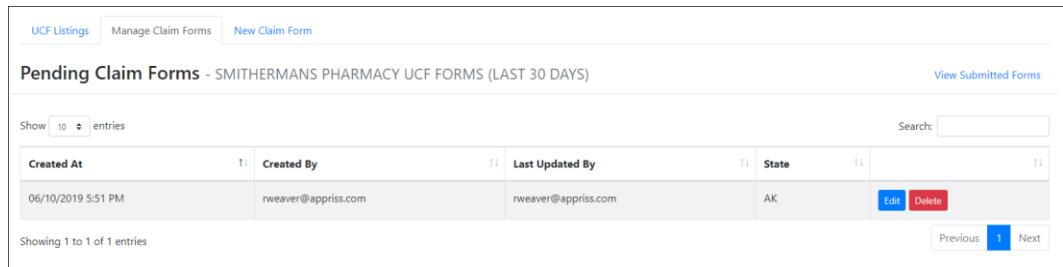 UCF Listings Manage Claim Forms New Claim Form
Pending Claim Forms - SMITHERMANS PHARMACY UCF FORMS (LAST 30 DAYS) View Submitted Forms
Show 10 entries Search:
Created At Created By Last Updated By State
06/10/2019 5:51 PM rweaver@appriss.com rweaver@appriss.com AK Edit Delete
Showing 1 to 1 of 1 entries Previous 1 Next